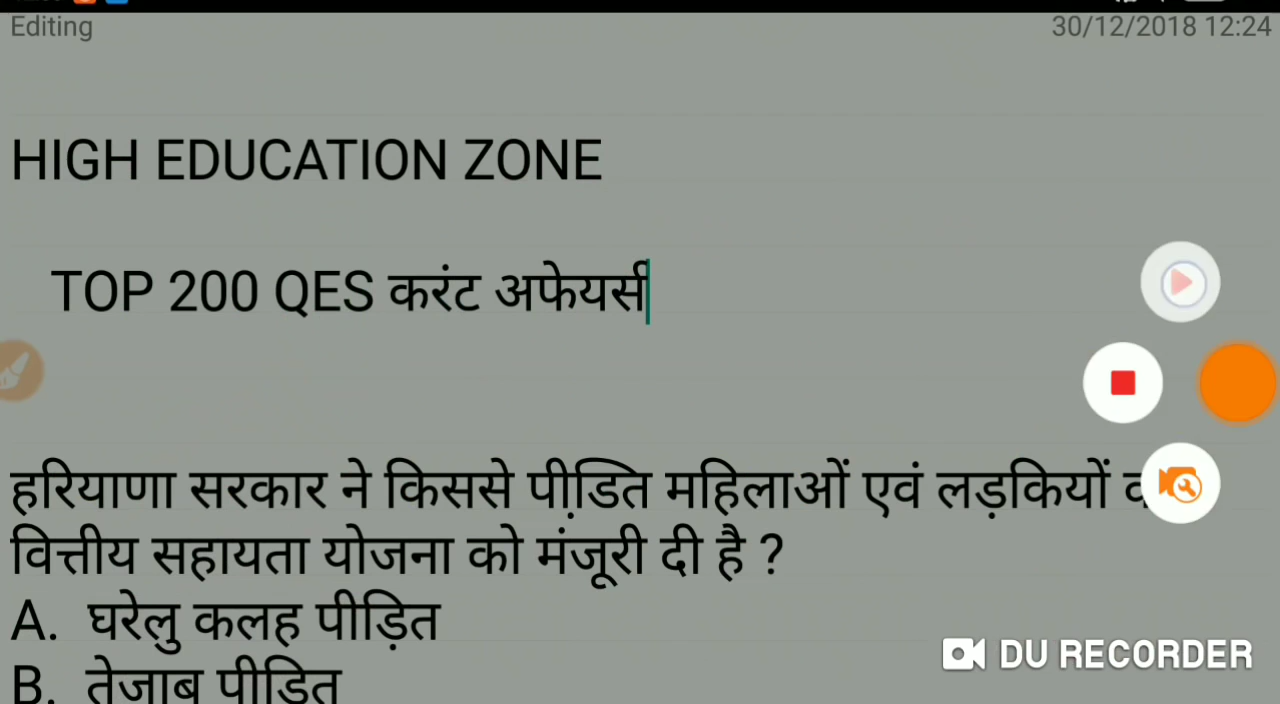 Editing
30/12/2018 12:24
HIGH EDUCATION ZONE
TOP 200 QES करंट अफेयर्स
हरियाणा सरकार ने किससे पीड़ित महिलाओं एवं लड़कियों
वित्तीय सहायता योजना को मंजूरी दी है ?
A. घरेलु कलह पीड़ित
B. तेजाब पीड़ित
DU RECORDER